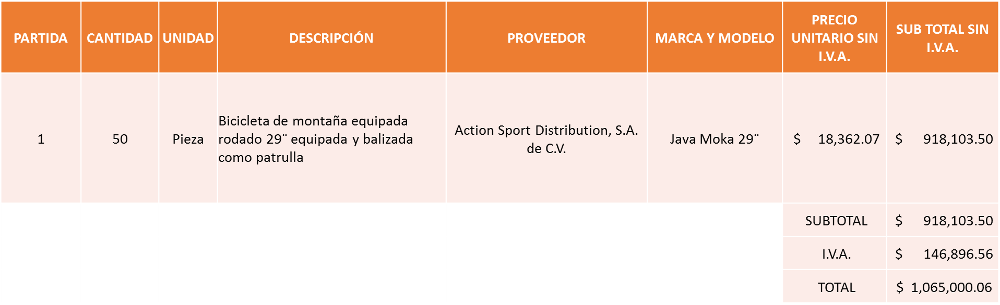 PARTIDA CANTIDAD UNIDAD DESCRIPCIÓN PROVEEDOR MARCA Y MODELO PRECIO UNITARIO SIN I.V.A. SUB TOTAL SIN I.V.A.
1 50 Pieza Bicicleta de montaña equipada
rodado 29¨ equipada y balizada
como patrulla
Action Sport Distribution, S.A.
de C.V.
Java Moka 29¨ $ 18,362.07 $ 918,103.50
SUBTOTAL $ 918,103.50
I.V.A. $ 146,896.56
TOTAL $ 1,065,000.06